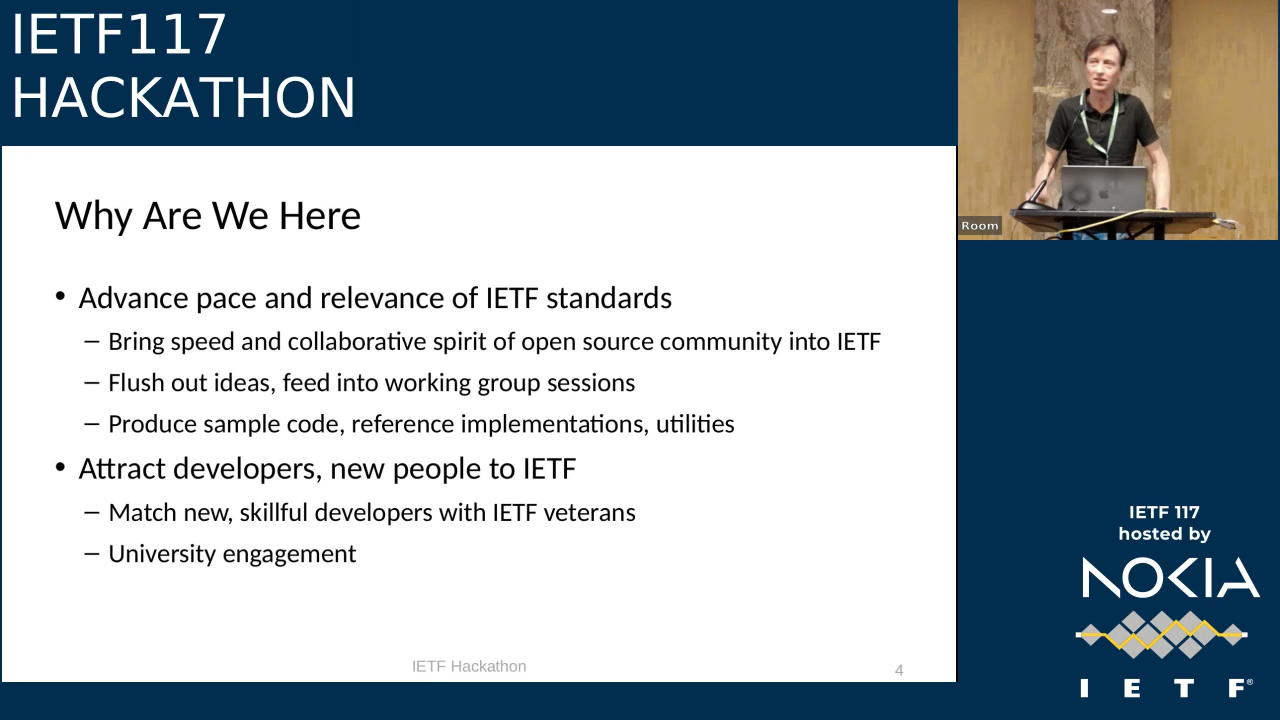 IETF117
HACKATHON
Why Are We Here
• Advance pace and relevance of IETF standards
– Bring speed and collaborative spirit of open source community into IETF
– Flush out ideas, feed into working group sessions
– Produce sample code, reference implementations, utilities
• Attract developers, new people to IETF
– Match new, skillful developers with IETF veterans
– University engagement
IETF Hackathon
4
Room
IETF 117
hosted by
NOKIA
I E T F®